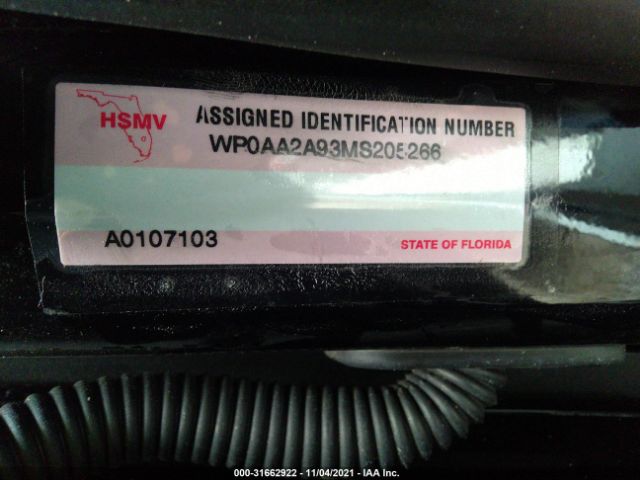 HSMV
ASSIGNED IDENTIFICATION NUMBER
WP0AA2A93MS205266
A0107103
STATE OF FLORIDA
000-31662922 - 11/04/2021 - IAA Inc.